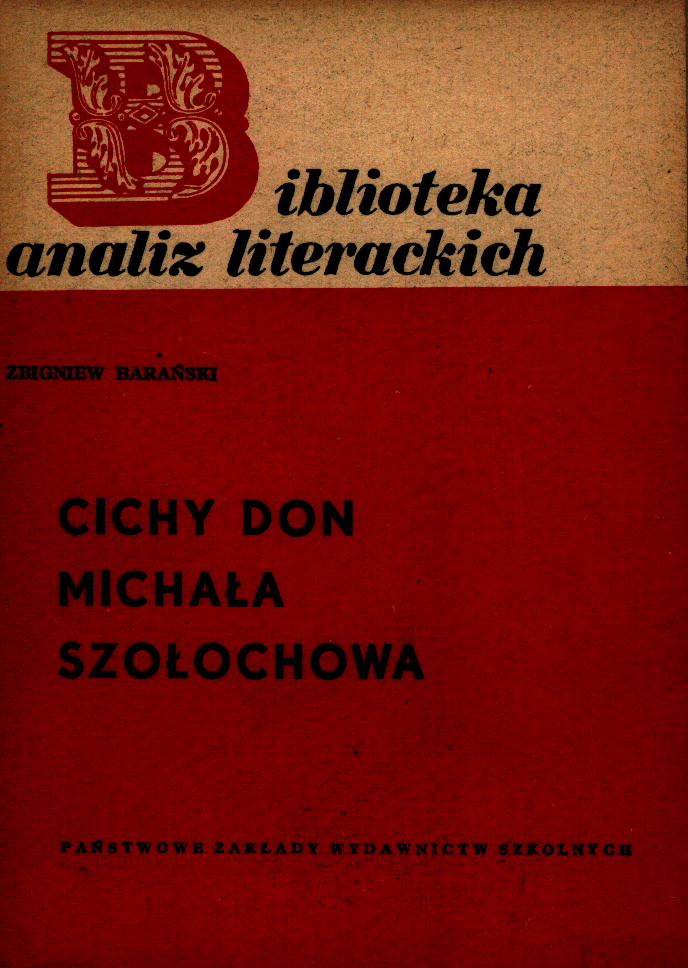 Biblioteka
analiz literackich
ZBIGNIEW BARAŃSKI
CICHY DON
MICHAŁA
SZOŁOCHOWA
PAŃSTWOWE ZAKŁADY WYDAWNICTW SZKOLNYCH